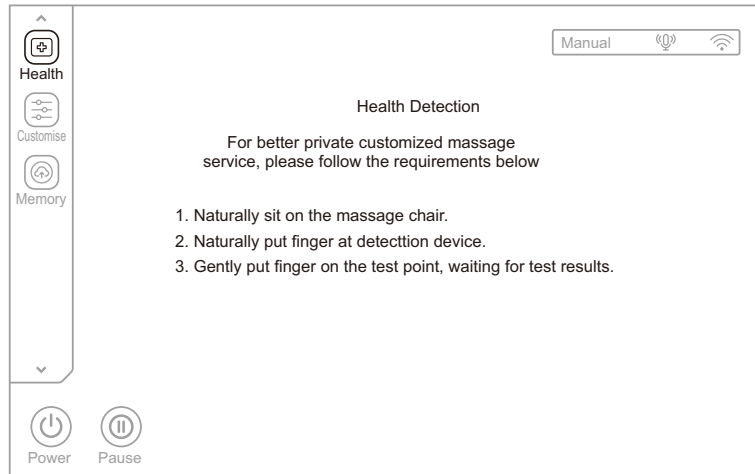 Manual
Health
Customise
Memory
Health Detection
For better private customized massage
service, please follow the requirements below
1. Naturally sit on the massage chair.
2. Naturally put finger at detecttion device.
3. Gently put finger on the test point, waiting for test results.
Power
Pause